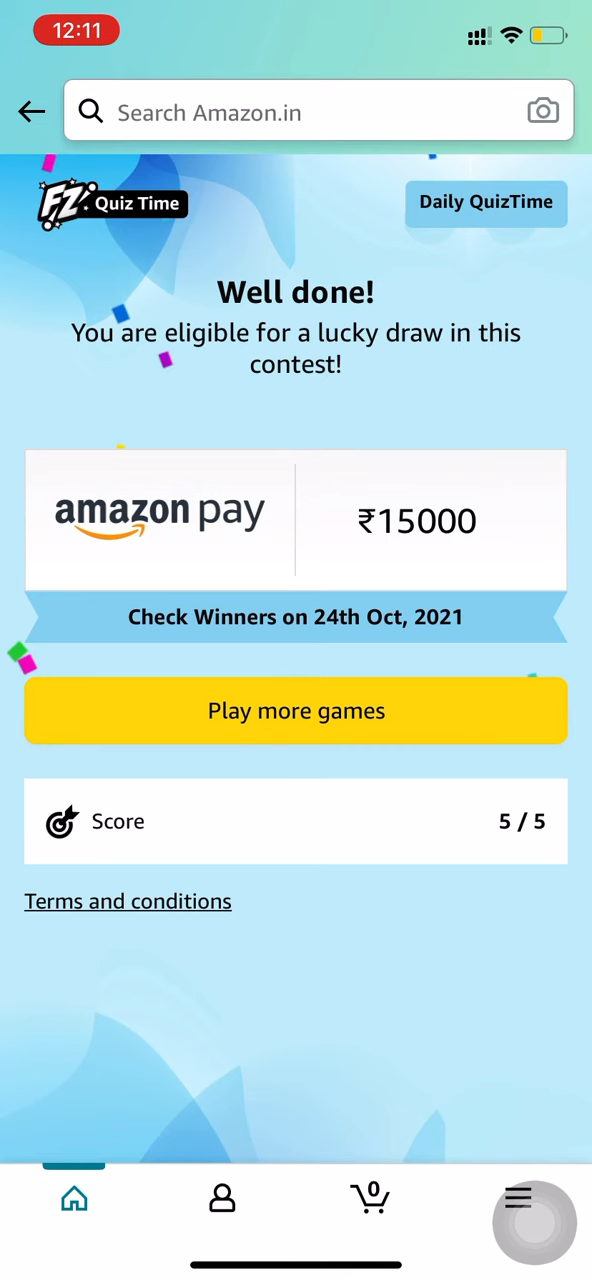 12:11
Search Amazon.in
FZ Quiz Time
Daily QuizTime
Well done!
You are eligible for a lucky draw in this
contest!
amazon pay
₹15000
Check Winners on 24th Oct, 2021
Play more games
Score
5 / 5
Terms and conditions
0